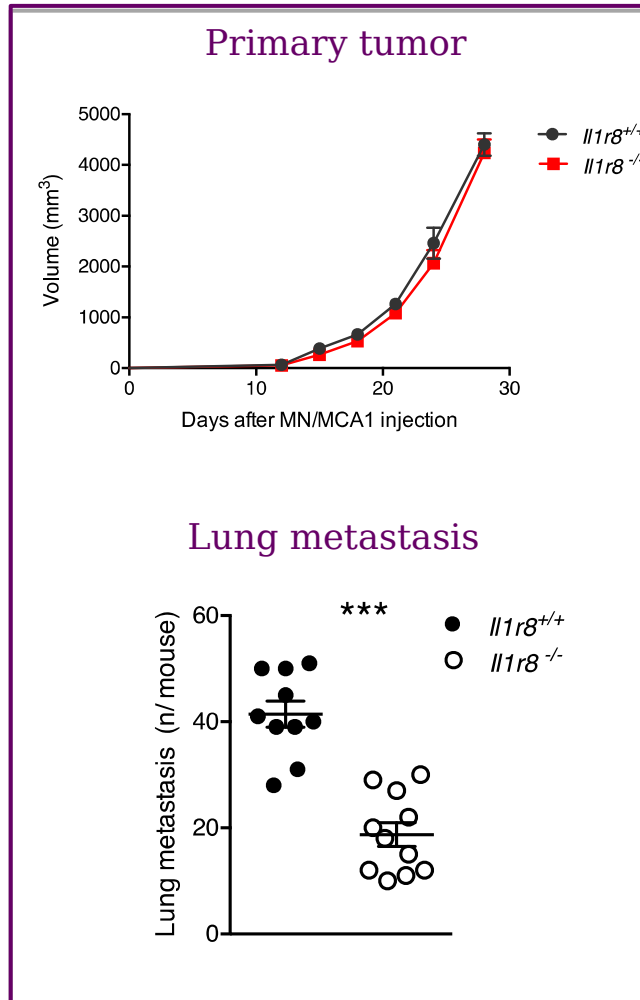 Primary tumor
5000
4000
3000
2000
1000
0
Volume (mm³)
0 10 20 30
Days after MN/MCA1 injection
Il1r8+/+
Il1r8 -/-
Lung metastasis
60
40
20
0
Lung metastasis (n/mouse)
***
Il1r8+/+
Il1r8 -/-